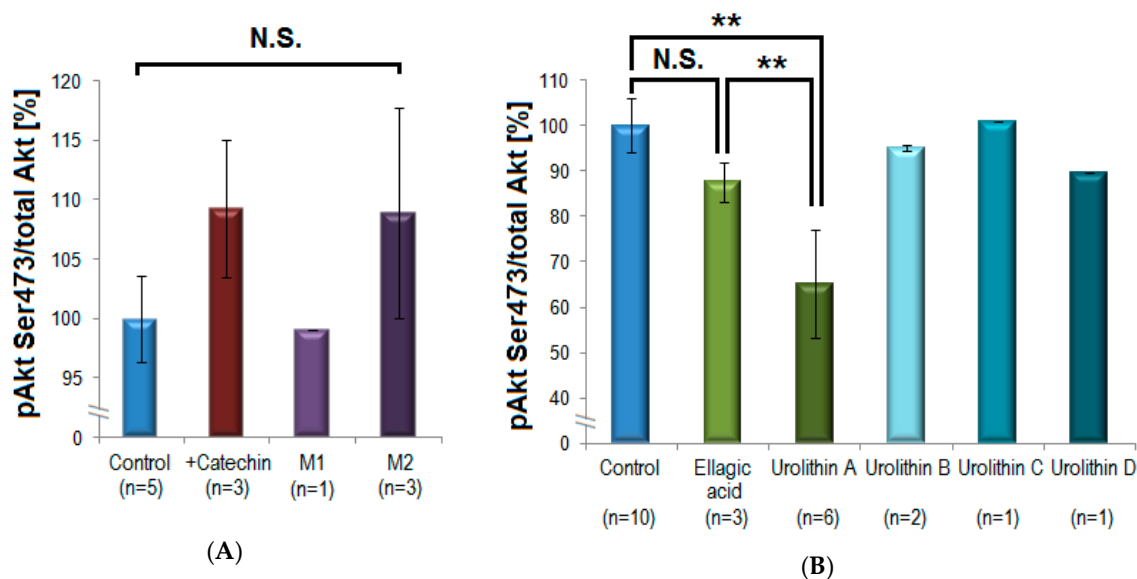 N.S.
pAkt Ser473/total Akt [%]
120
115
110
105
100
95
0
Control
(n=5)
+Catechin
(n=3)
M1
(n=1)
M2
(n=3)
(A)
**
N.S.
**
pAkt Ser473/total Akt [%]
110
100
90
80
70
60
50
40
0
Control
(n=10)
Ellagic
acid
(n=3)
Urolithin A
(n=6)
Urolithin B
(n=2)
Urolithin C
(n=1)
Urolithin D
(n=1)
(B)